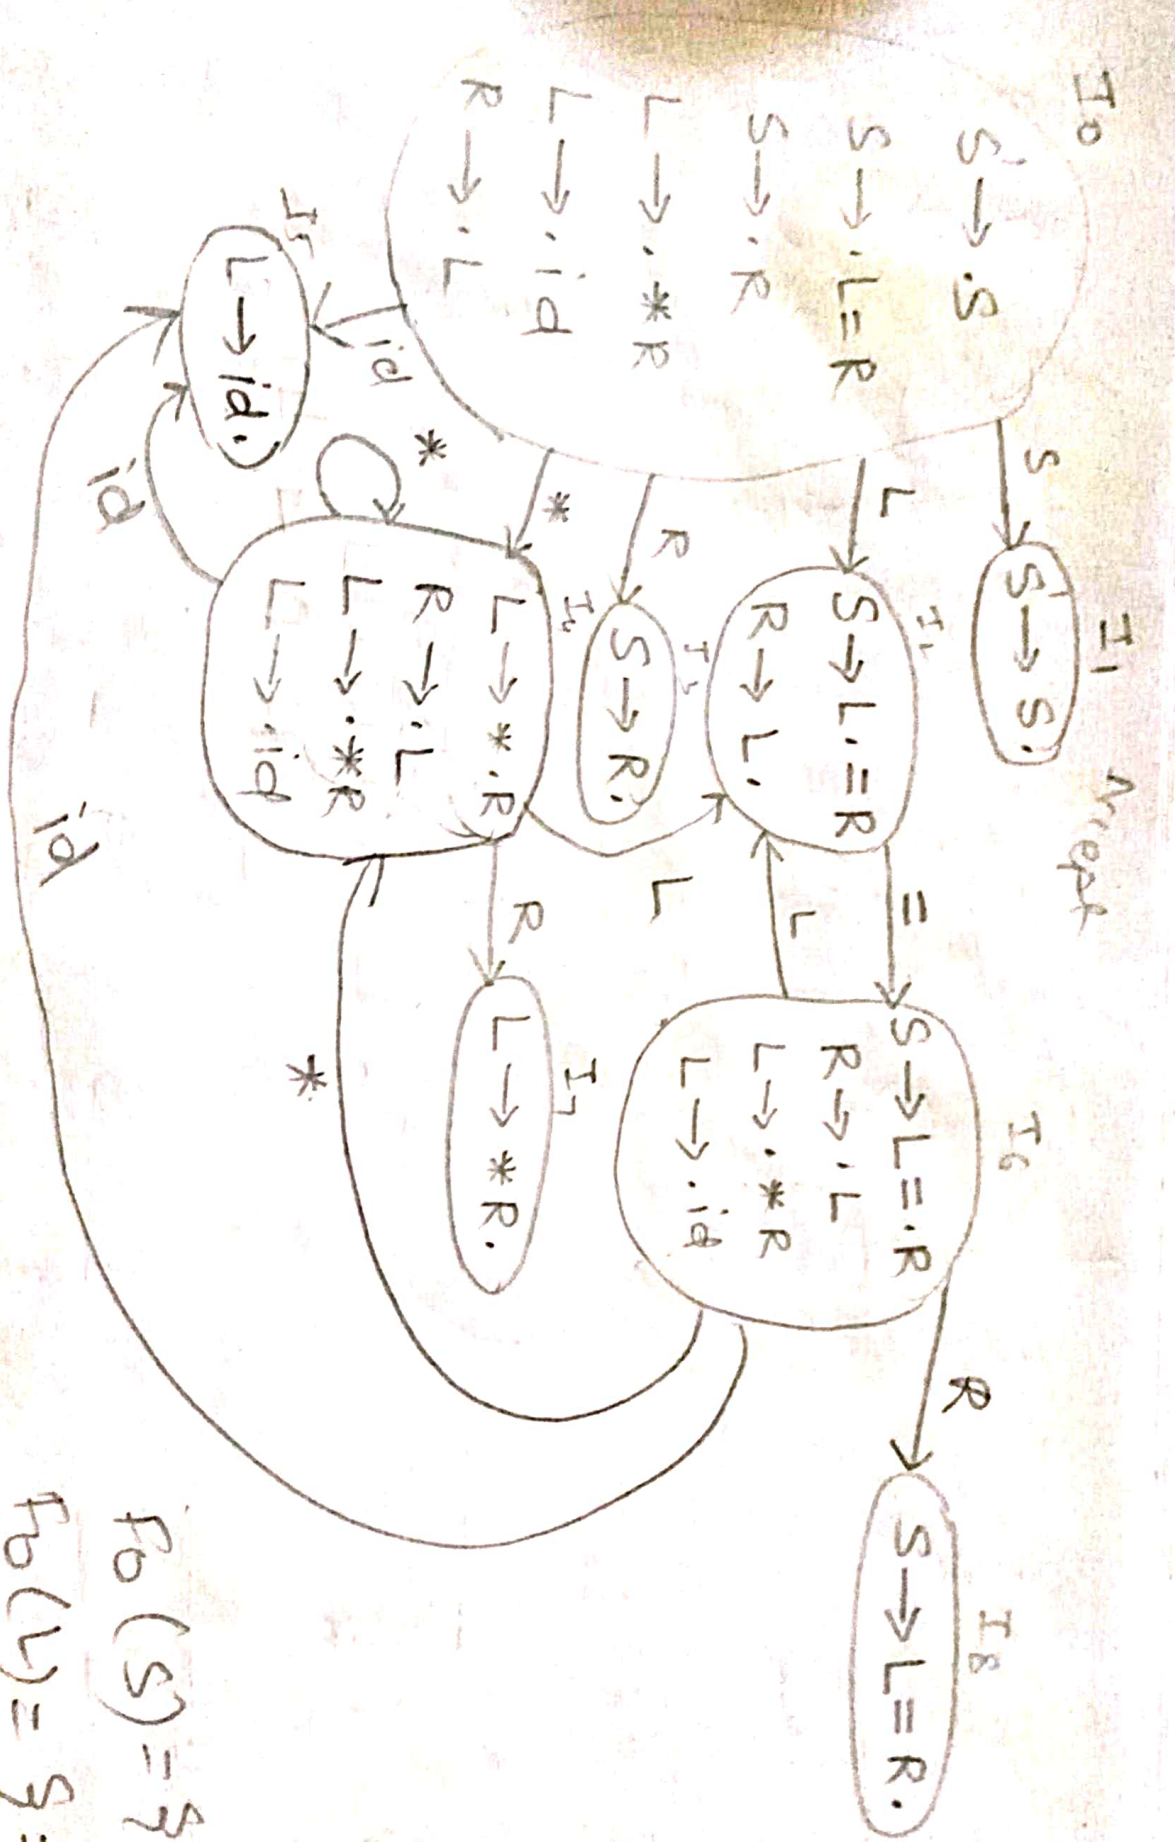 I0
S' → .S
S → .L=R
S → .R
L → .*R
L → .id
R → .L
S
I1
S' → S.
Accept
L
I2
S → L.=R
R → L.
=
I6
S → L=.R
R → .L
L → .*R
L → .id
R
I8
S → L=R.
L
R
I3
S → R.
L
*
I4
L → *.R
R → .L
L → .*R
L → .id
R
I7
L → *R.
*
*
id
I5
L → id.
id
id
Fo(S) = {
Fo(L) = { =